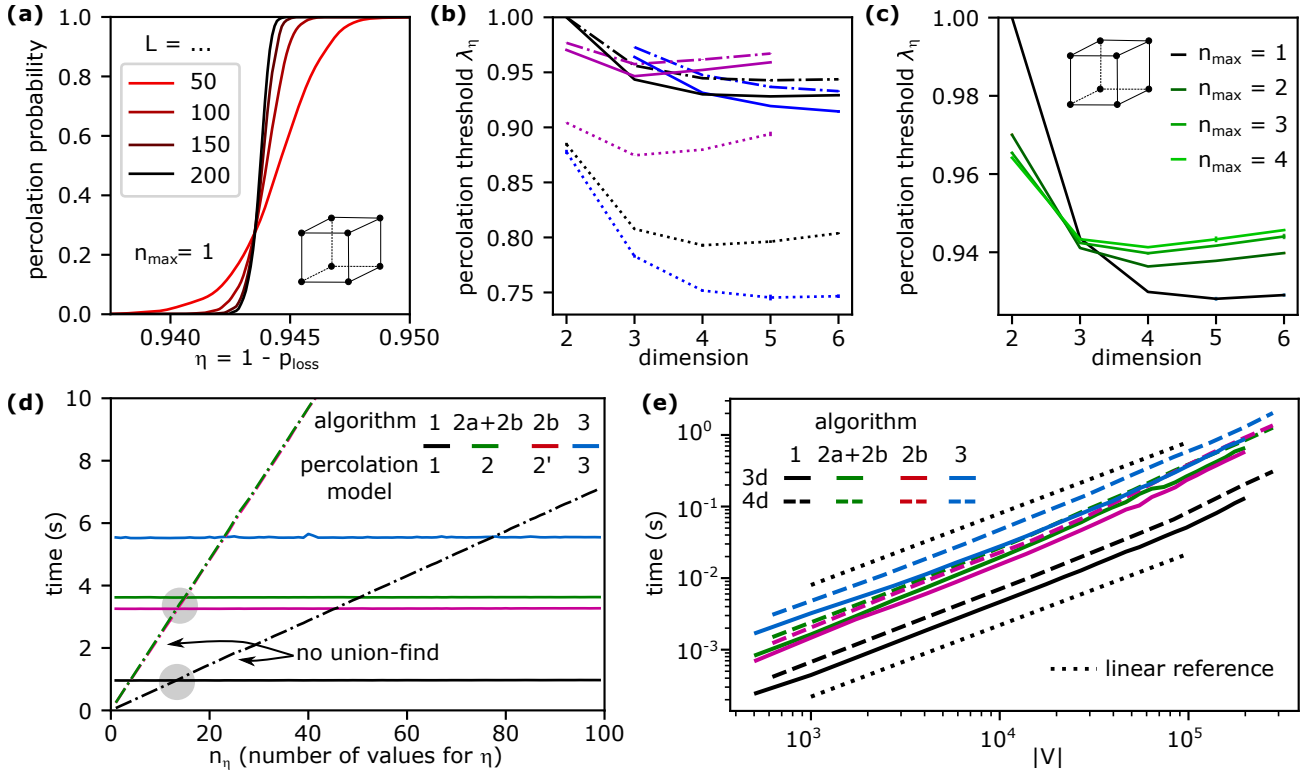 (a)
percolation probability
1.0
0.8
0.6
0.4
0.2
0.0
L = ...
50
100
150
200
n_max = 1
0.940
0.945
0.950
η = 1 - p_loss
(b)
percolation threshold λ_η
1.00
0.95
0.90
0.85
0.80
0.75
2 3 4 5 6
dimension
(c)
percolation threshold λ_η
1.00
0.98
0.96
0.94
n_max = 1
n_max = 2
n_max = 3
n_max = 4
2 3 4 5 6
dimension
(d)
time (s)
10
8
6
4
2
0
algorithm
1 2a+2b 2b 3
percolation
model
1 2 2' 3
no union-find
0 20 40 60 80 100
n_η (number of values for η)
(e)
time (s)
10^0
10^-1
10^-2
10^-3
algorithm
1 2a+2b 2b 3
3d
4d
linear reference
10^3 10^4 10^5
|V|